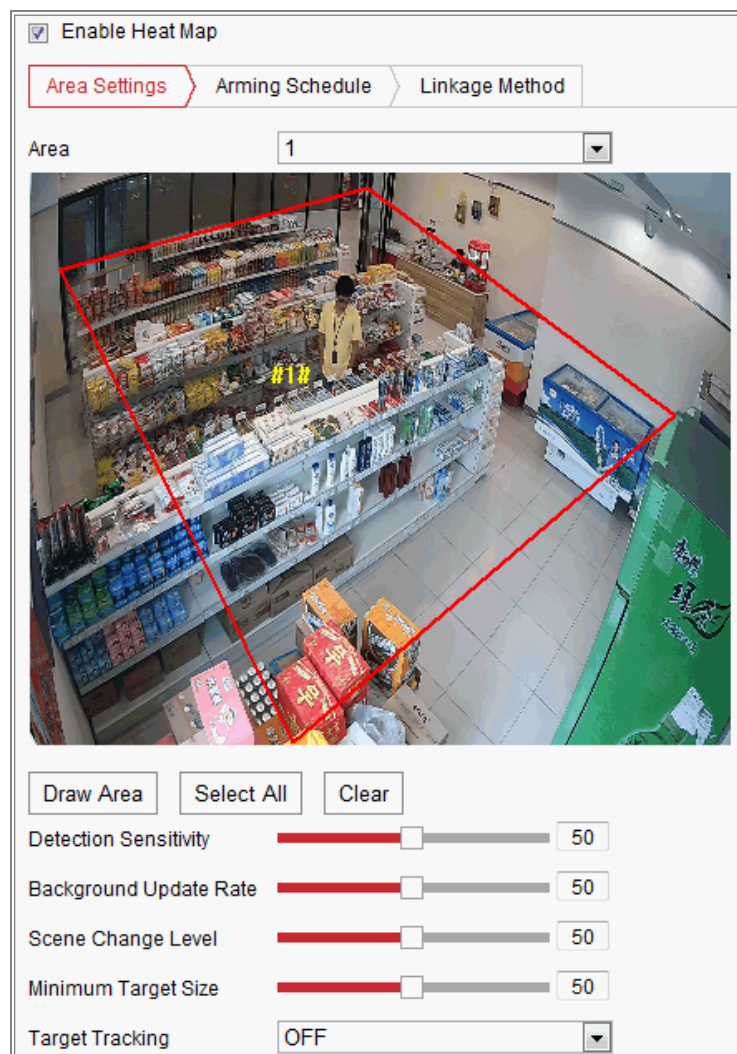 Enable Heat Map
Area Settings Arming Schedule Linkage Method
Area 1
#1#
Draw Area Select All Clear
Detection Sensitivity 50
Background Update Rate 50
Scene Change Level 50
Minimum Target Size 50
Target Tracking OFF